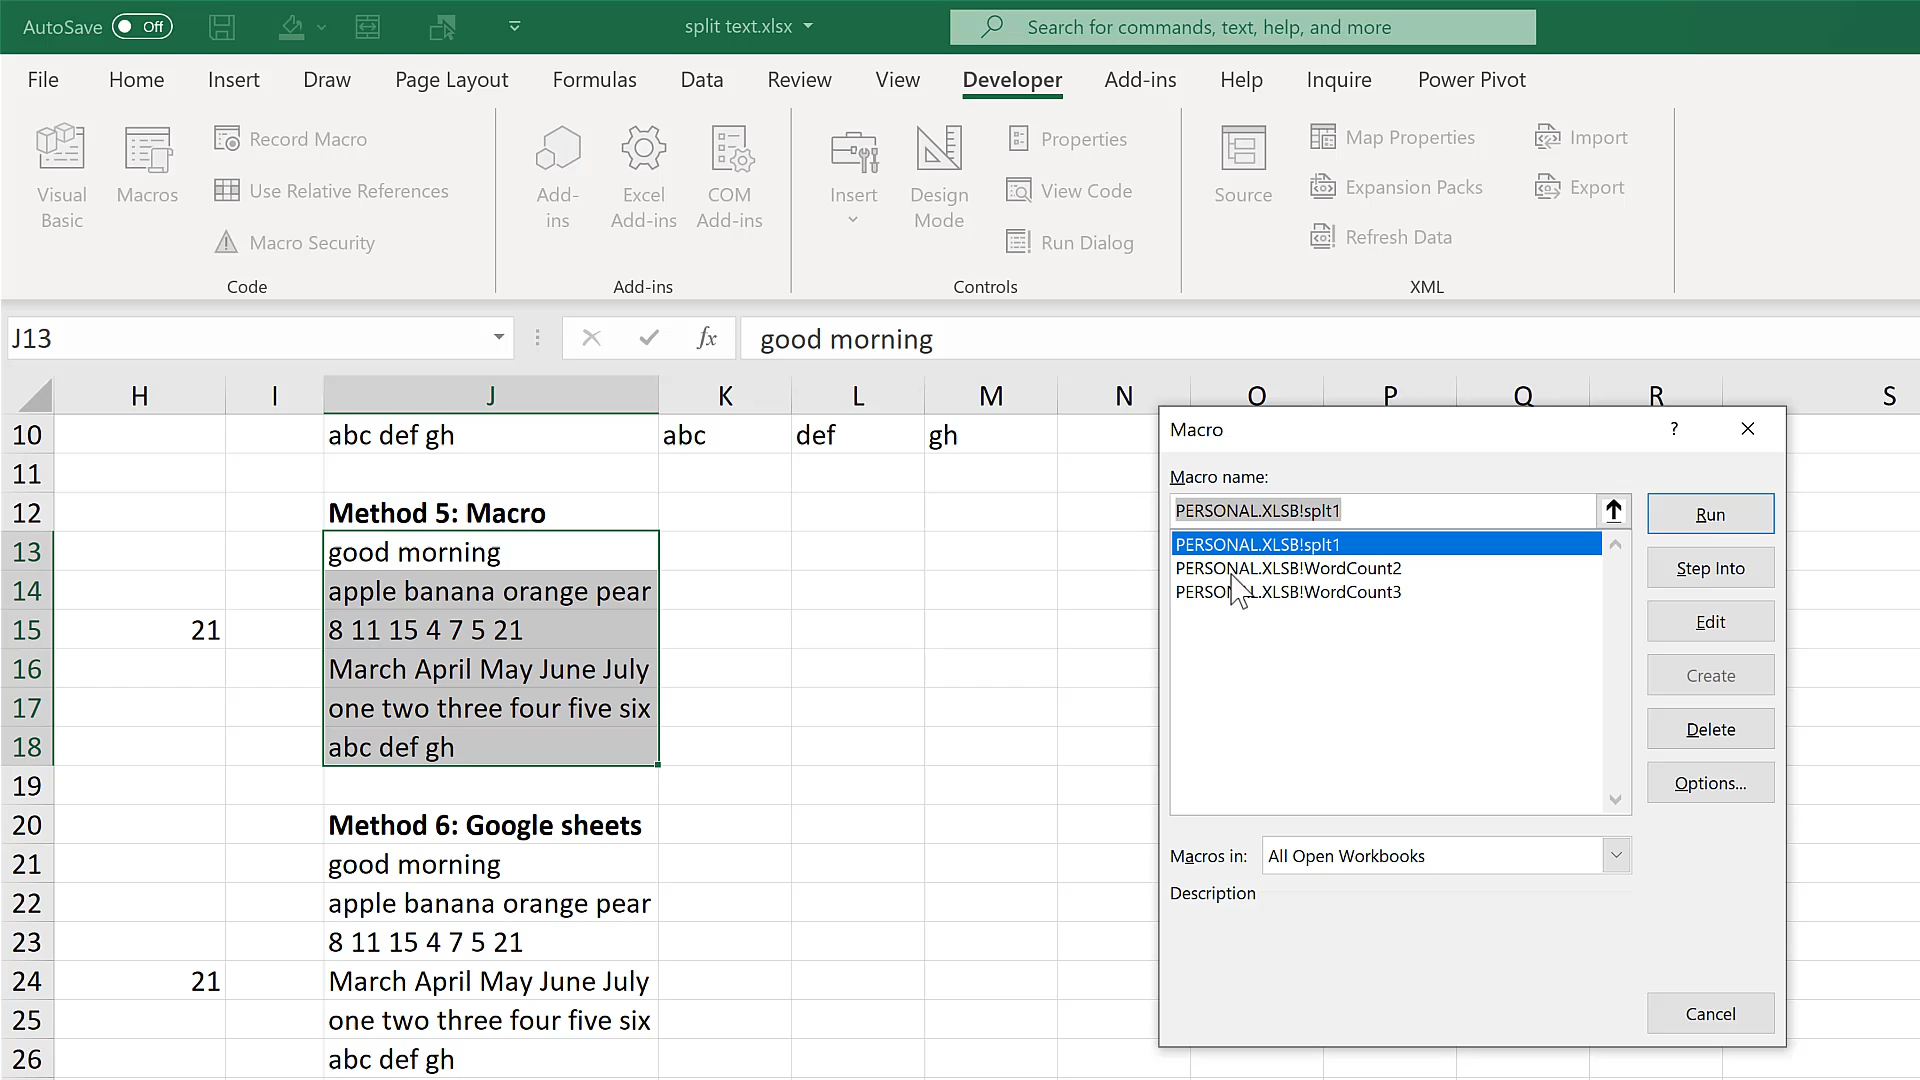 AutoSave Off split text.xlsx Search for commands, text, help, and more
File Home Insert Draw Page Layout Formulas Data Review View Developer Add-ins Help Inquire Power Pivot
Visual Basic
Macros
Record Macro
Use Relative References
Macro Security
Code
Add-ins
Excel Add-ins
COM Add-ins
Add-ins
Insert
Design Mode
Properties
View Code
Run Dialog
Controls
Source
Map Properties
Expansion Packs
Refresh Data
Import
Export
XML
J13 fx good morning
H I J K L M N O P Q R S
10 abc def gh abc def gh
11
12 Method 5: Macro
13 good morning
14 apple banana orange pear
15 21 8 11 15 4 7 5 21
16 March April May June July
17 one two three four five six
18 abc def gh
19
20 Method 6: Google sheets
21 good morning
22 apple banana orange pear
23 8 11 15 4 7 5 21
24 21 March April May June July
25 one two three four five six
26 abc def gh
Macro ?
Macro name:
PERSONAL.XLSB!splt1
PERSONAL.XLSB!splt1
PERSONAL.XLSB!WordCount2
PERSONAL.XLSB!WordCount3
Run
Step Into
Edit
Create
Delete
Options...
Macros in: All Open Workbooks
Description
Cancel